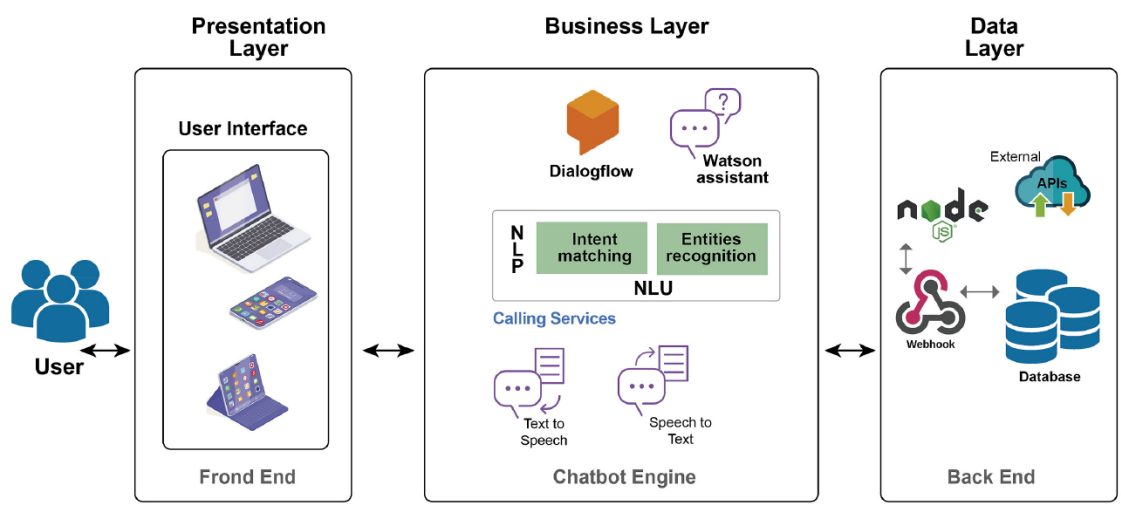 Presentation
Layer
Business Layer
Data
Layer
User Interface
Dialogflow
Watson
assistant
External
APIs
node
JS
N
L
P
Intent
matching
Entities
recognition
NLU
Calling Services
Webhook
Database
User
Text to
Speech
Speech to
Text
Frond End
Chatbot Engine
Back End